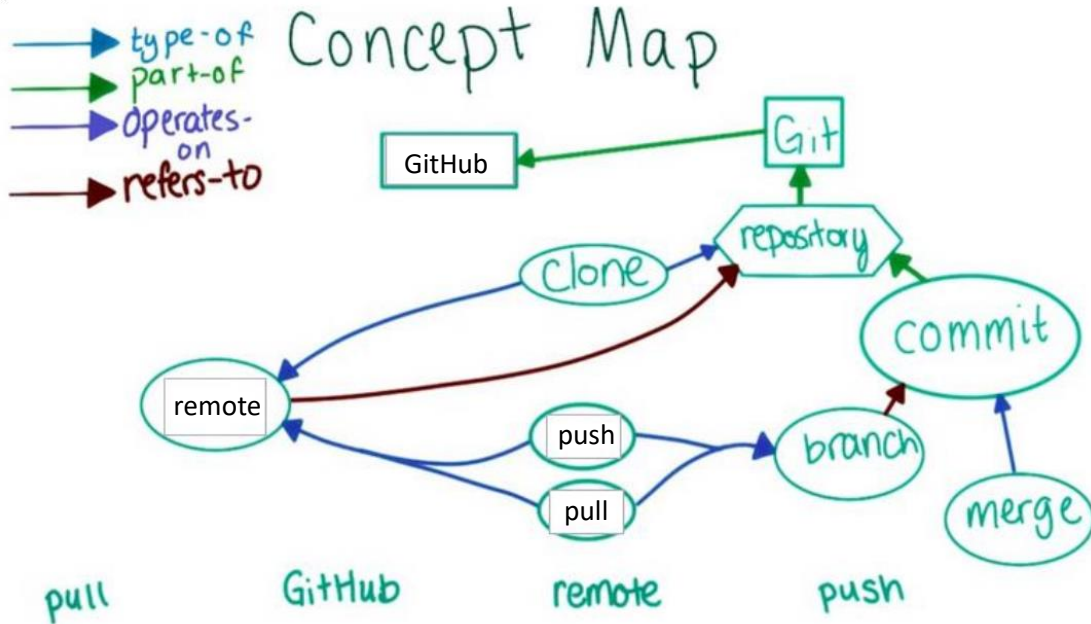 Concept Map
type-of
part-of
operates-
on
refers-to
Git
GitHub
repository
Clone
commit
remote
push
branch
pull
merge
pull GitHub remote push